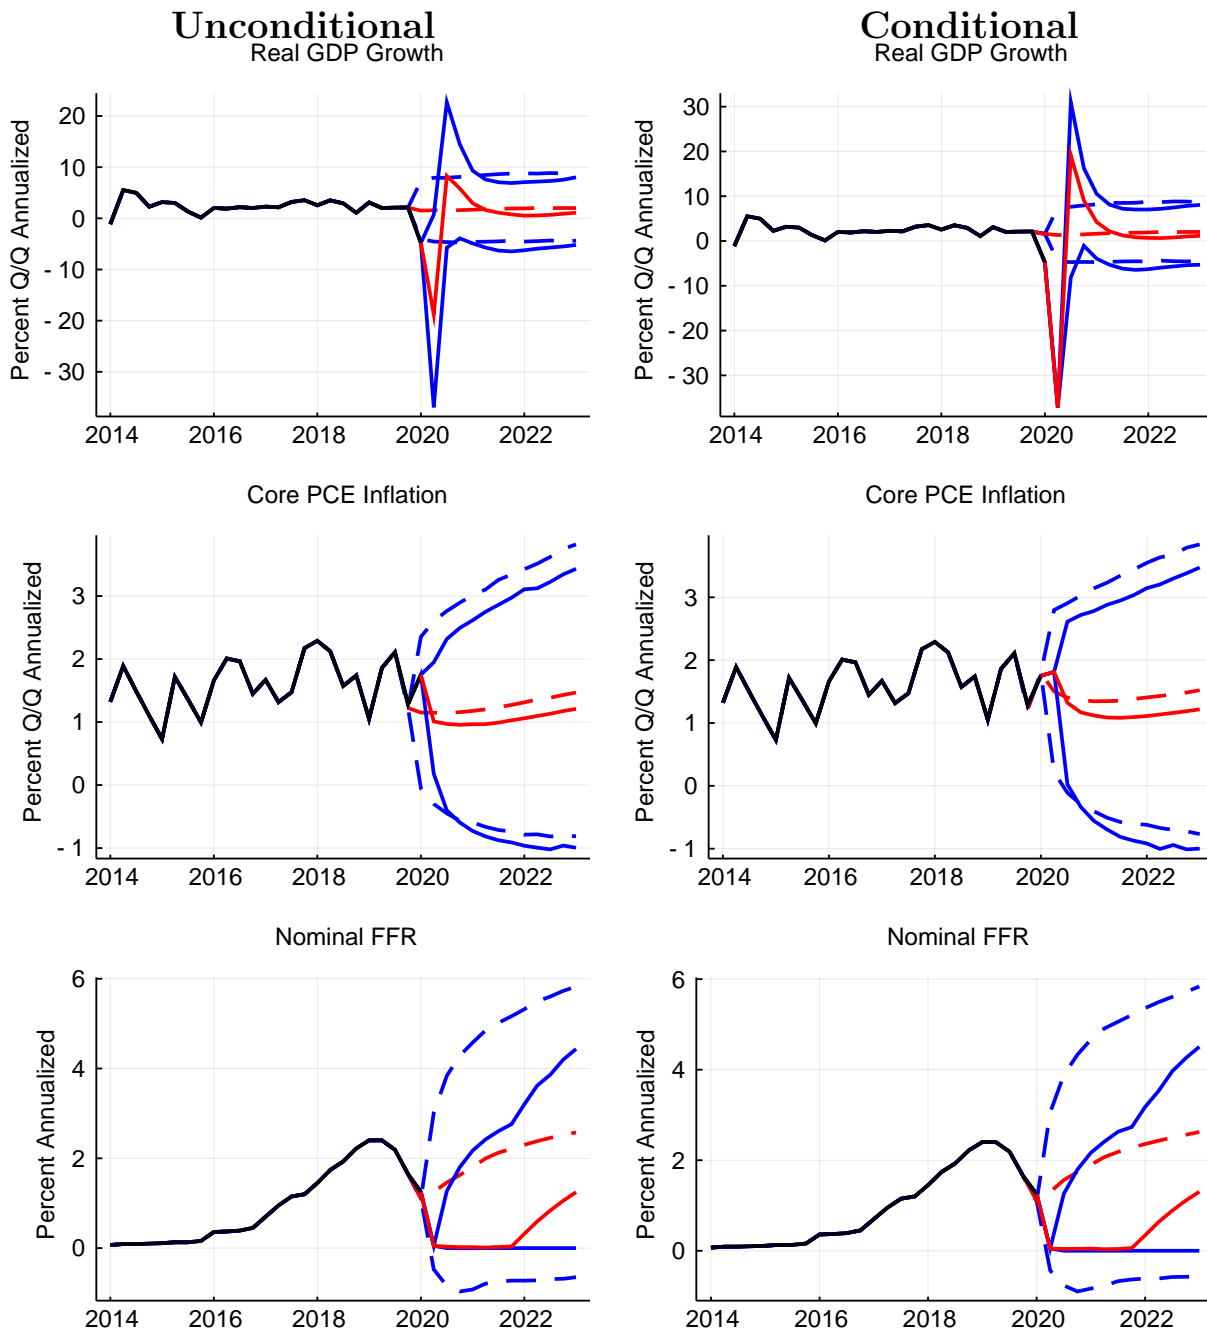 Unconditional
Real GDP Growth
Percent Q/Q Annualized
20
10
0
- 10
- 20
- 30
2014 2016 2018 2020 2022
Conditional
Real GDP Growth
Percent Q/Q Annualized
30
20
10
0
- 10
- 20
- 30
2014 2016 2018 2020 2022
Core PCE Inflation
Percent Q/Q Annualized
3
2
1
0
- 1
2014 2016 2018 2020 2022
Core PCE Inflation
Percent Q/Q Annualized
3
2
1
0
- 1
2014 2016 2018 2020 2022
Nominal FFR
Percent Annualized
6
4
2
0
2014 2016 2018 2020 2022
Nominal FFR
Percent Annualized
6
4
2
0
2014 2016 2018 2020 2022